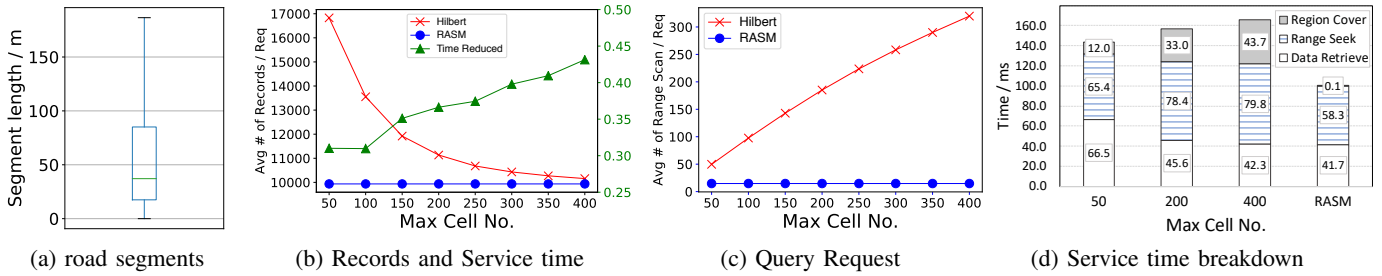 Segment length / m
150
100
50
0
(a) road segments
Avg # of Records / Req
17000
16000
15000
14000
13000
12000
11000
10000
Hilbert
RASM
Time Reduced
0.50
0.45
0.40
0.35
0.30
0.25
50 100 150 200 250 300 350 400
Max Cell No.
(b) Records and Service time
Avg # of Range Scan / Req
300
250
200
150
100
50
0
Hilbert
RASM
50 100 150 200 250 300 350 400
Max Cell No.
(c) Query Request
Time / ms
160.0
140.0
120.0
100.0
80.0
60.0
40.0
20.0
0.0
Region Cover
Range Seek
Data Retrieve
12.0 33.0 43.7 0.1
65.4 78.4 79.8 58.3
66.5 45.6 42.3 41.7
50 200 400 RASM
Max Cell No.
(d) Service time breakdown